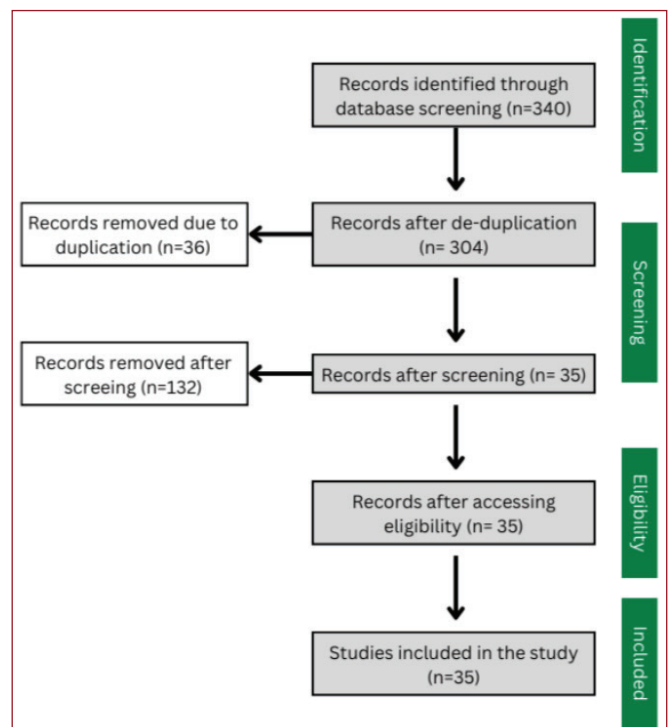 Identification
Records identified through
database screening (n=340)
Records removed due to
duplication (n=36)
Records after de-duplication
(n= 304)
Screening
Records removed after
screeing (n=132)
Records after screening (n= 35)
Eligibility
Records after accessing
eligibility (n= 35)
Included
Studies included in the study
(n=35)